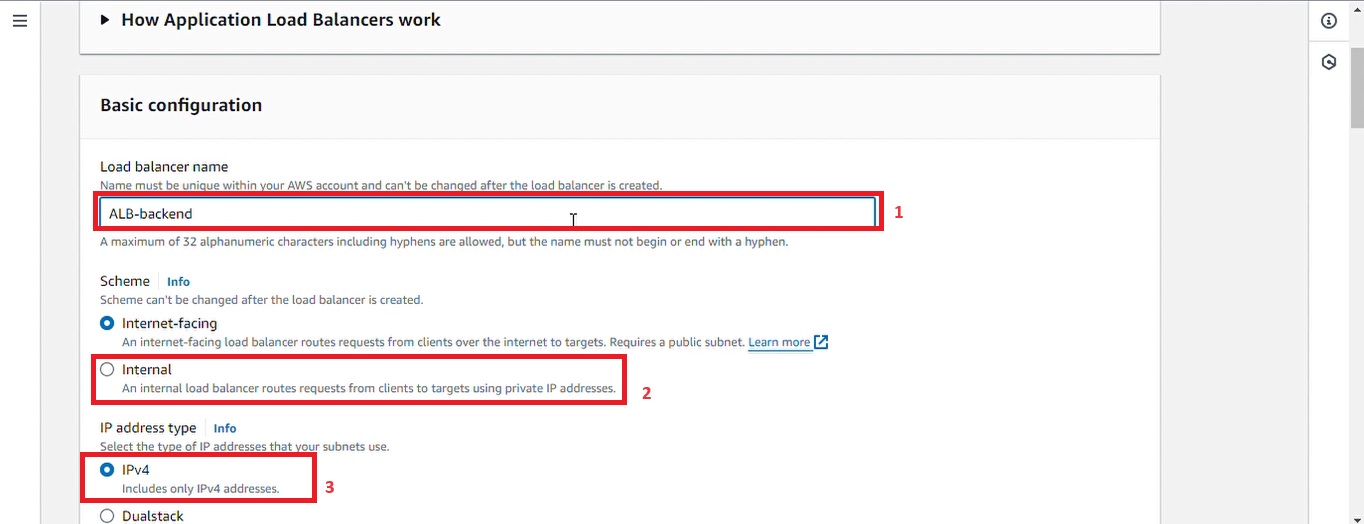 How Application Load Balancers work
Basic configuration
Load balancer name
Name must be unique within your AWS account and can't be changed after the load balancer is created.
ALB-backend
1
A maximum of 32 alphanumeric characters including hyphens are allowed, but the name must not begin or end with a hyphen.
Scheme Info
Scheme can't be changed after the load balancer is created.
Internet-facing
An internet-facing load balancer routes requests from clients over the internet to targets. Requires a public subnet. Learn more
Internal
An internal load balancer routes requests from clients to targets using private IP addresses.
2
IP address type Info
Select the type of IP addresses that your subnets use.
IPv4
Includes only IPv4 addresses.
3
Dualstack